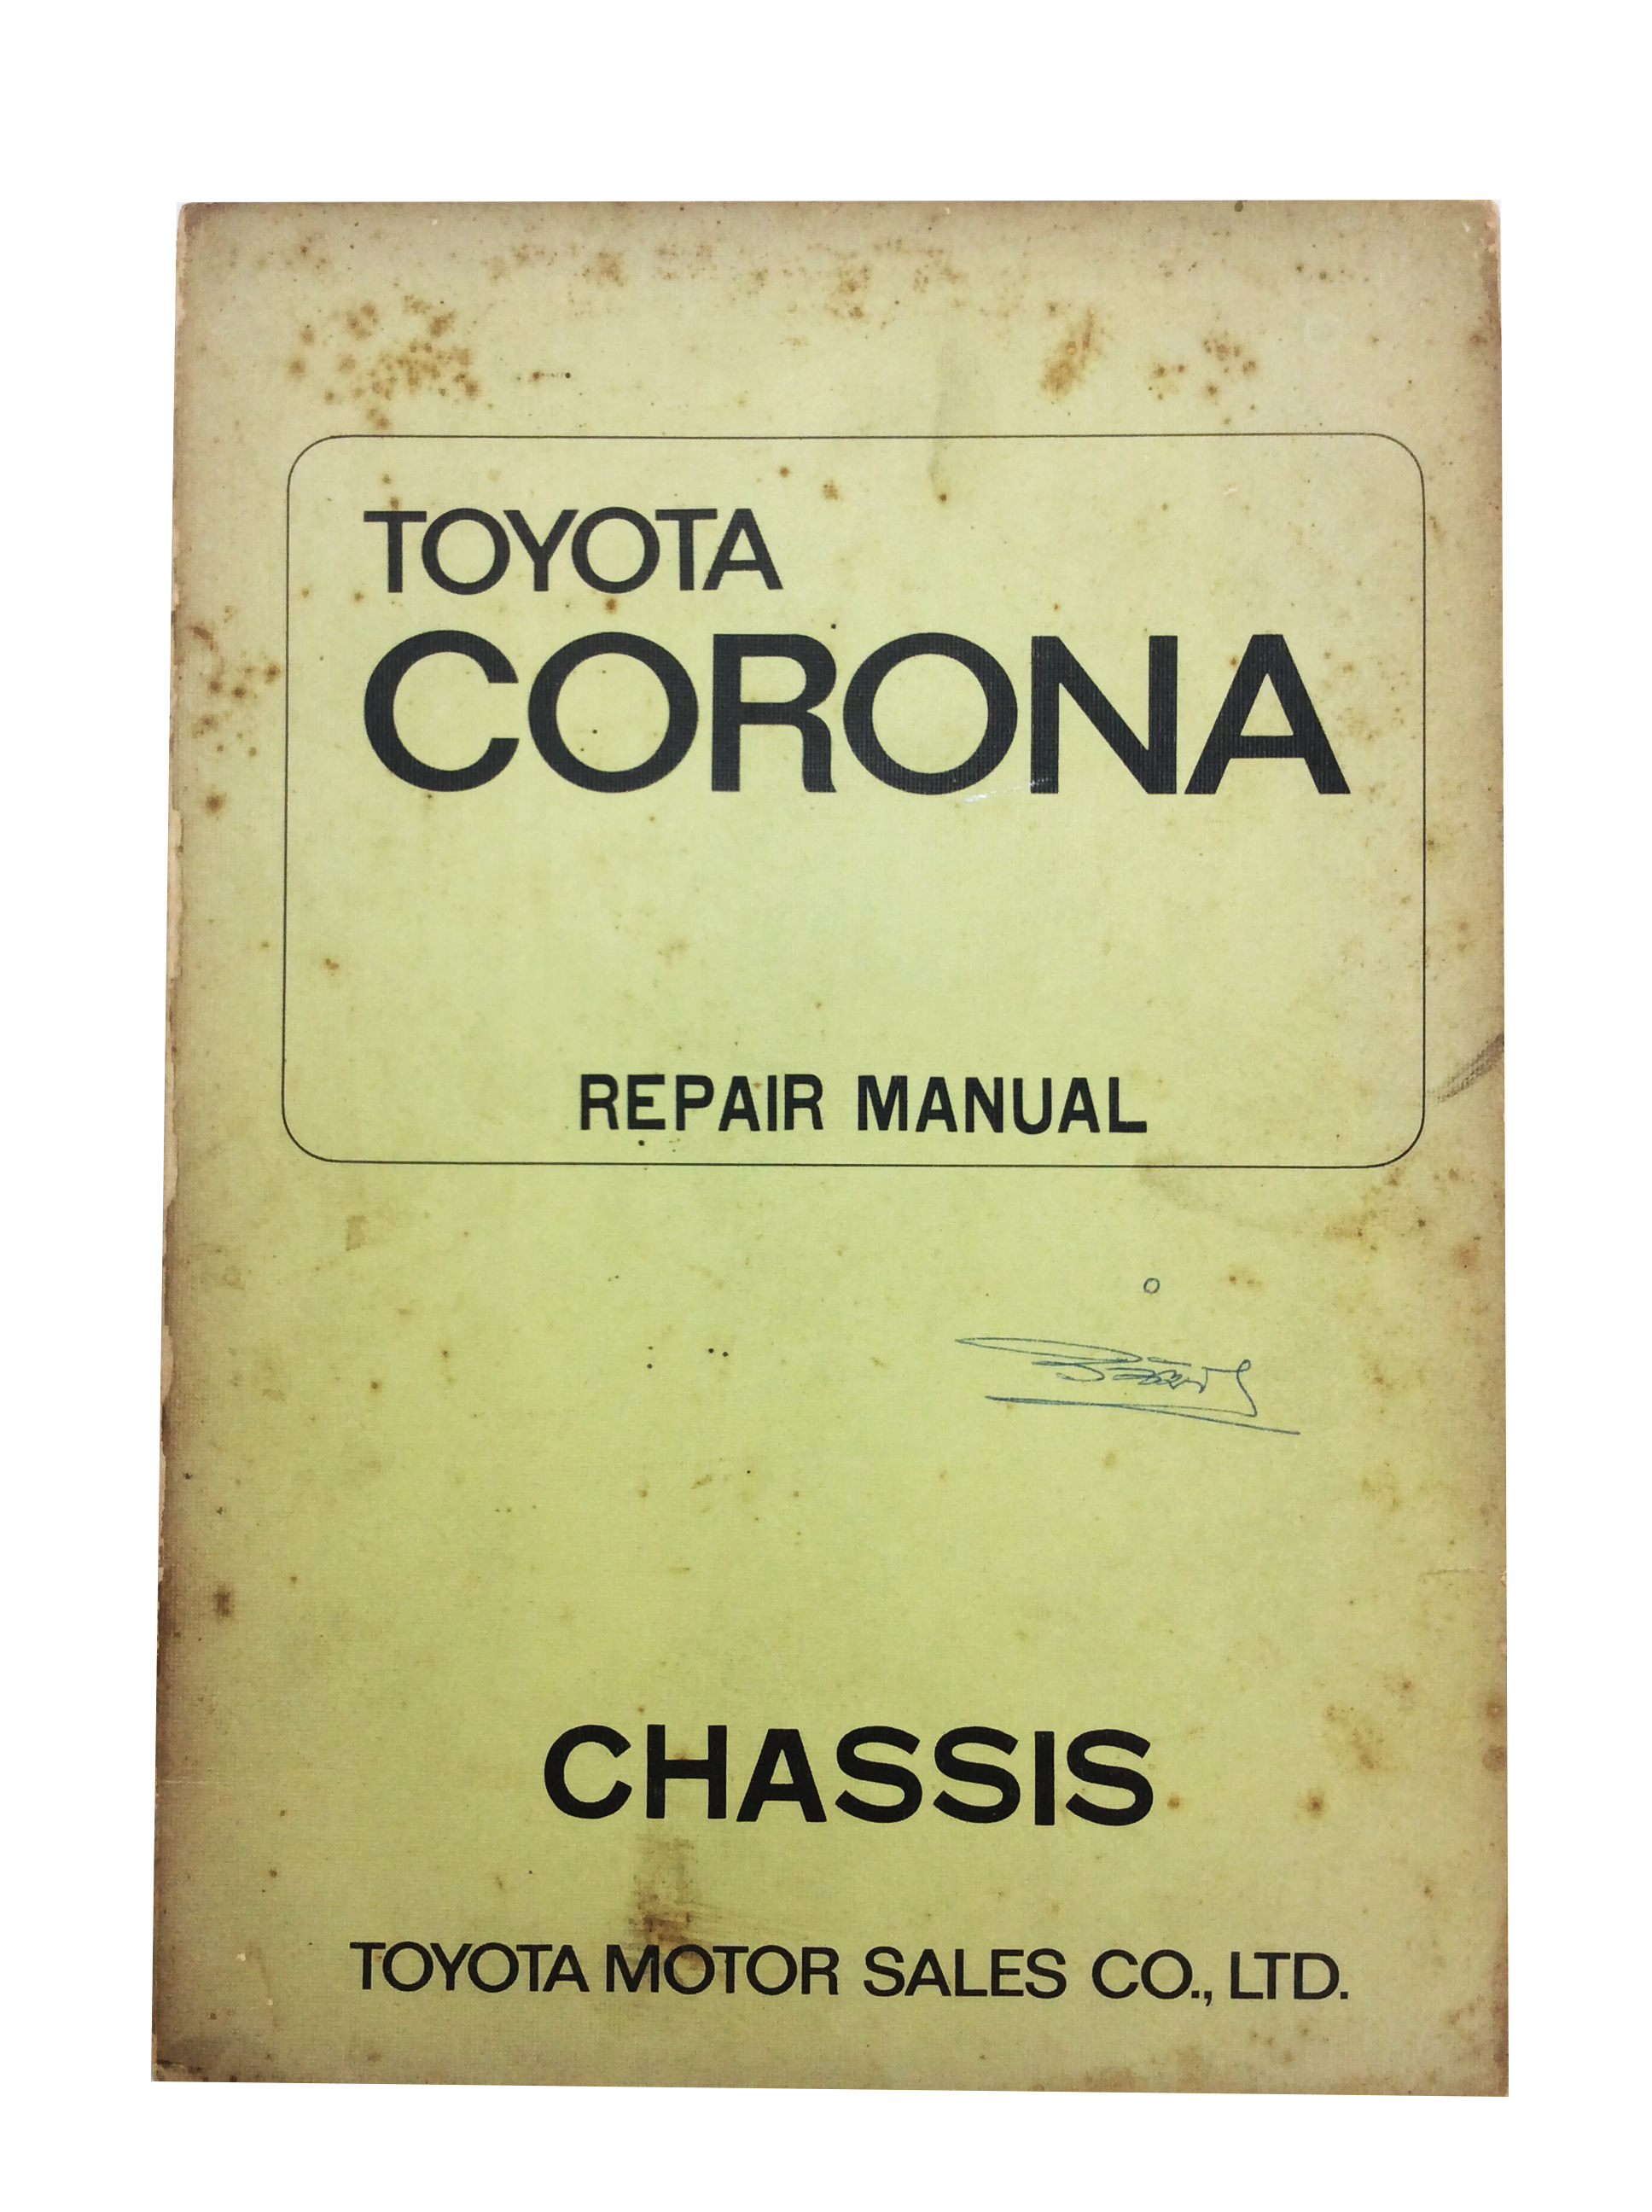 TOYOTA
CORONA
REPAIR MANUAL
CHASSIS
TOYOTA MOTOR SALES CO., LTD.